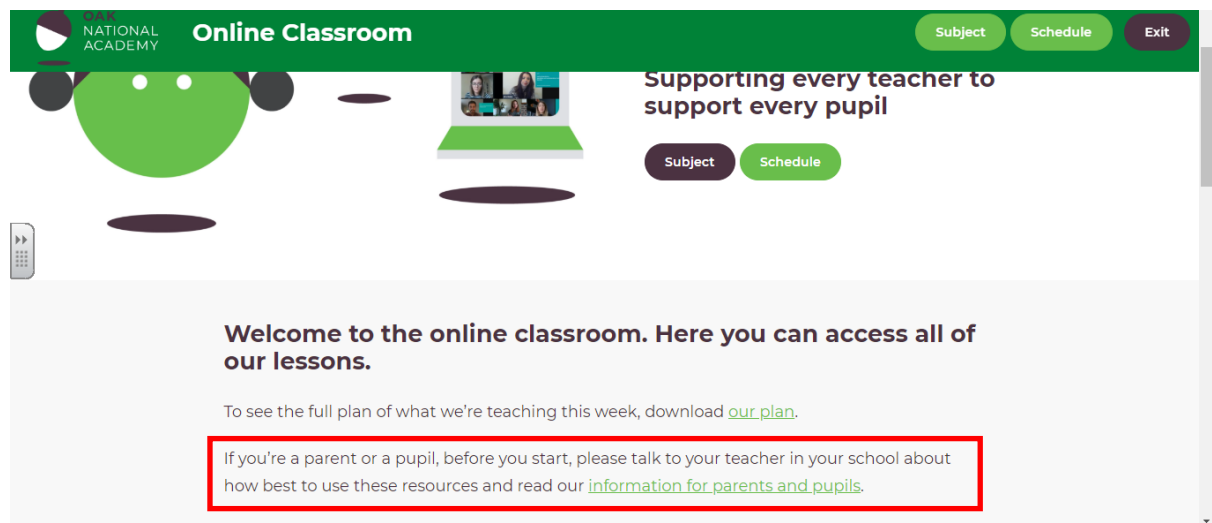 OAK
NATIONAL
ACADEMY
Online Classroom
Subject
Schedule
Exit
Supporting every teacher to
support every pupil
Subject
Schedule
Welcome to the online classroom. Here you can access all of
our lessons.
To see the full plan of what we’re teaching this week, download our plan.
If you’re a parent or a pupil, before you start, please talk to your teacher in your school about
how best to use these resources and read our information for parents and pupils.